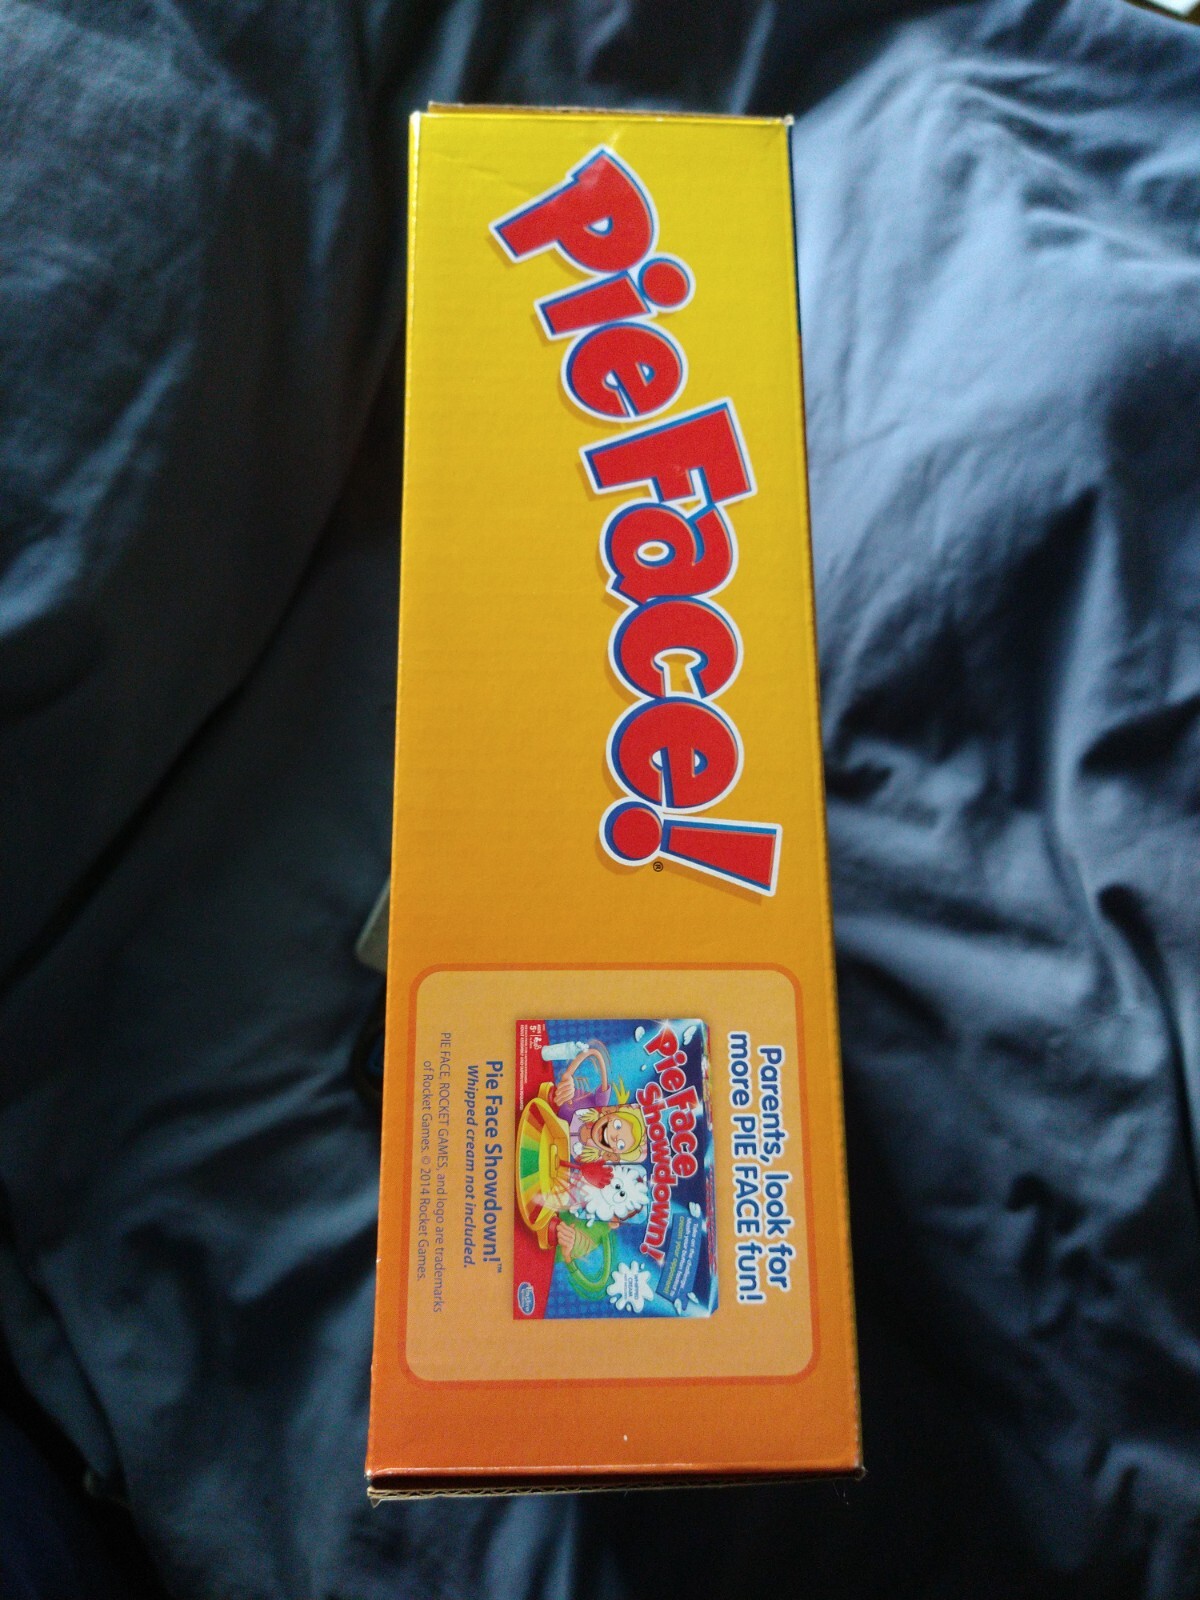 Pie Face!®
Parents, look for
more PIE FACE fun!
Pie Face
Showdown!
Pie Face Showdown!™
Whipped cream not included.
PIE FACE, ROCKET GAMES, and logo are trademarks
of Rocket Games. © 2014 Rocket Games.